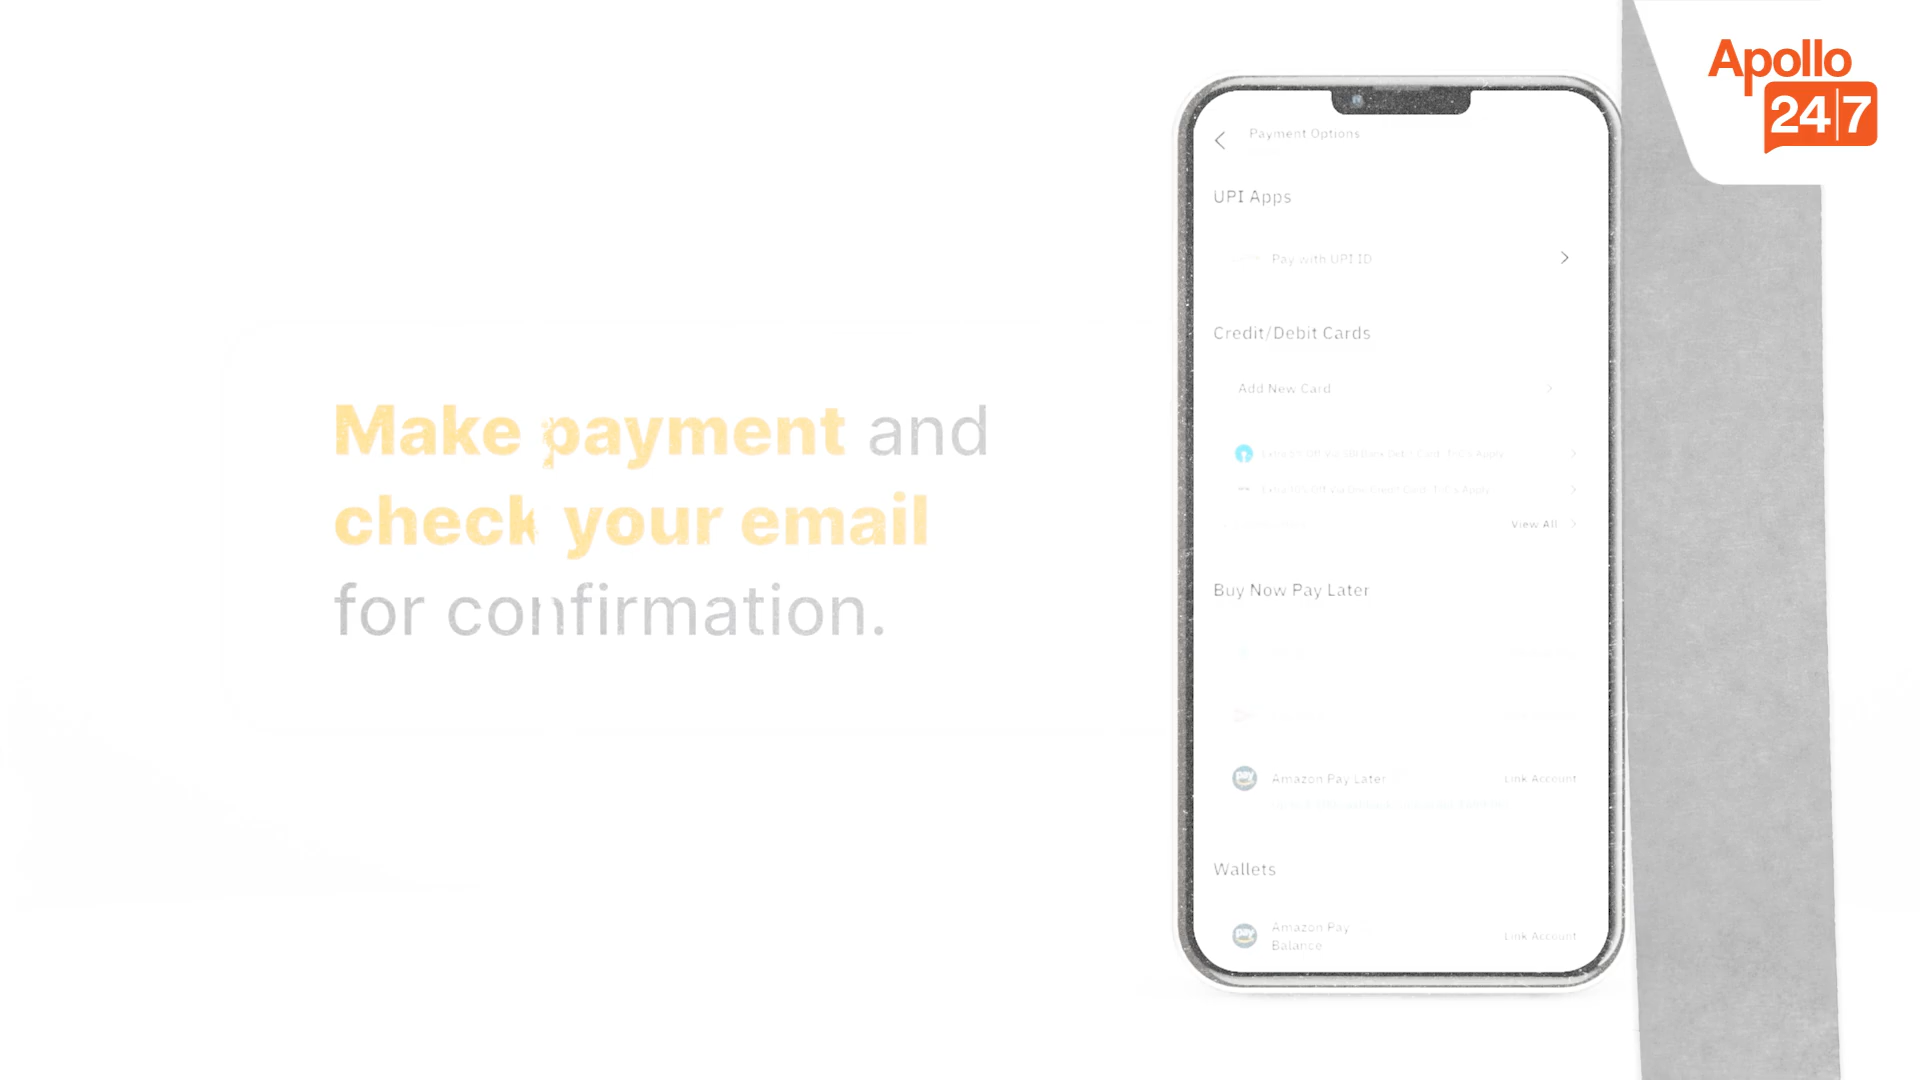 Apollo
24|7
Make payment and
check your email
for confirmation.
Payment Options
UPI Apps
Pay with UPI ID
Credit/Debit Cards
Add New Card
View All
Buy Now Pay Later
pay
Amazon Pay Later
Link Account
Wallets
pay
Amazon Pay
Balance
Link Account